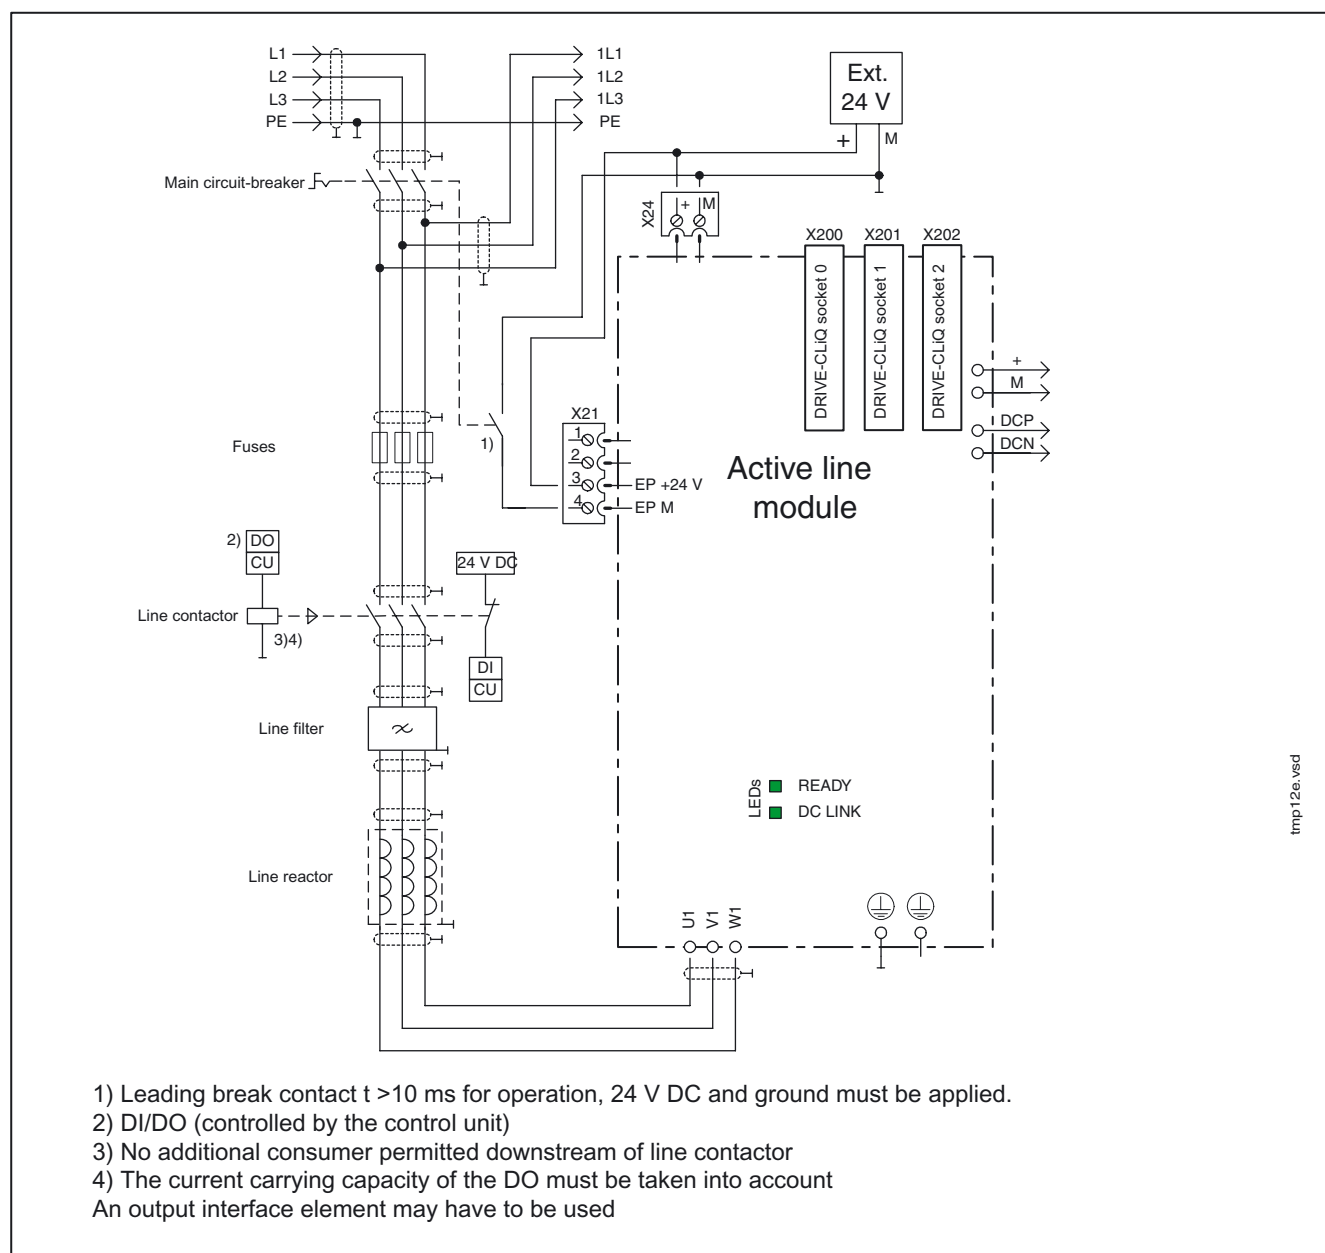 L1
1L1
L2
1L2
L3
1L3
PE
PE
Ext.
24 V
+
M
Main circuit-breaker
X24
+
M
X200
X201
X202
DRIVE-CLiQ socket 0
DRIVE-CLiQ socket 1
DRIVE-CLiQ socket 2
+
M
DCP
DCN
X21
1
2
3
4
1)
EP +24 V
EP M
Fuses
Active line
module
2)
DO
CU
24 V DC
Line contactor
3)4)
DI
CU
Line filter
LEDs
READY
DC LINK
tmp12e.vsd
Line reactor
U1
V1
W1
1) Leading break contact t >10 ms for operation, 24 V DC and ground must be applied.
2) DI/DO (controlled by the control unit)
3) No additional consumer permitted downstream of line contactor
4) The current carrying capacity of the DO must be taken into account
An output interface element may have to be used